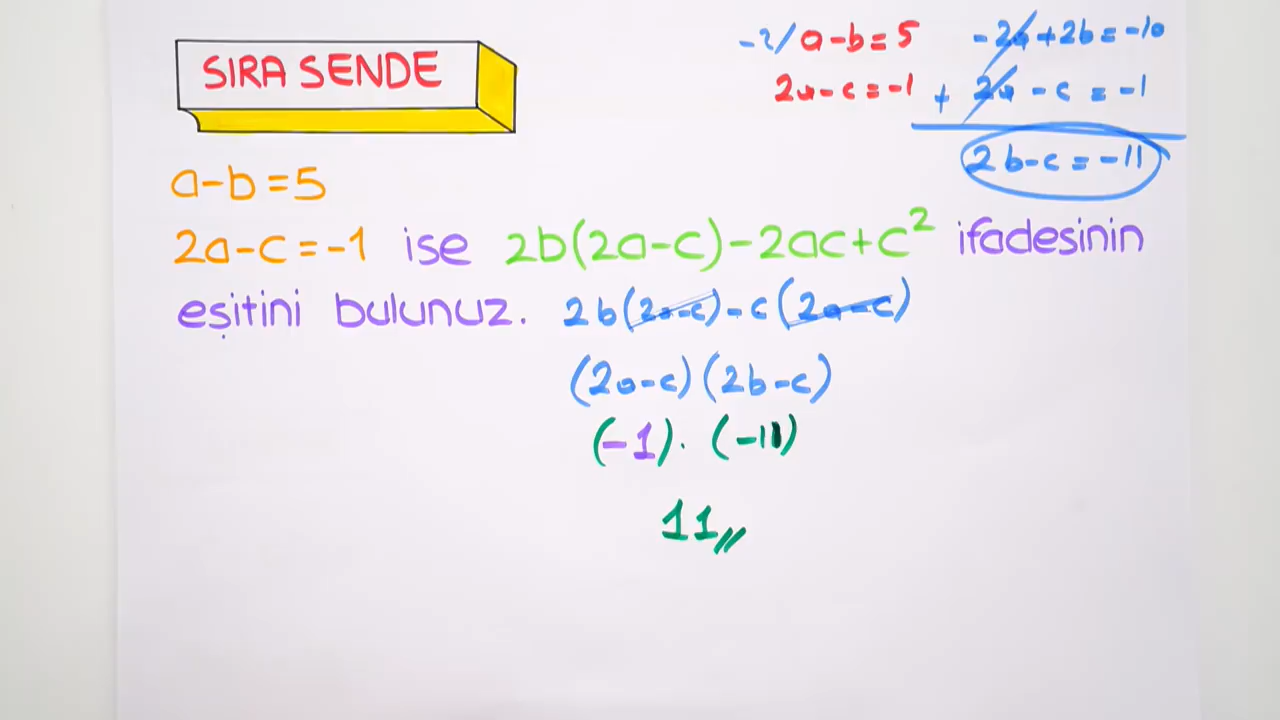 SIRA SENDE
-2/ a-b=5
2a-c=-1
-2a+2b=-10
+ 2a-c=-1
2b-c=-11
a-b=5
2a-c=-1 ise 2b(2a-c)-2ac+c² ifadesinin
eşitini bulunuz. 2b(2a-c)-c(2a-c)
(2a-c)(2b-c)
(-1).(-11)
11//